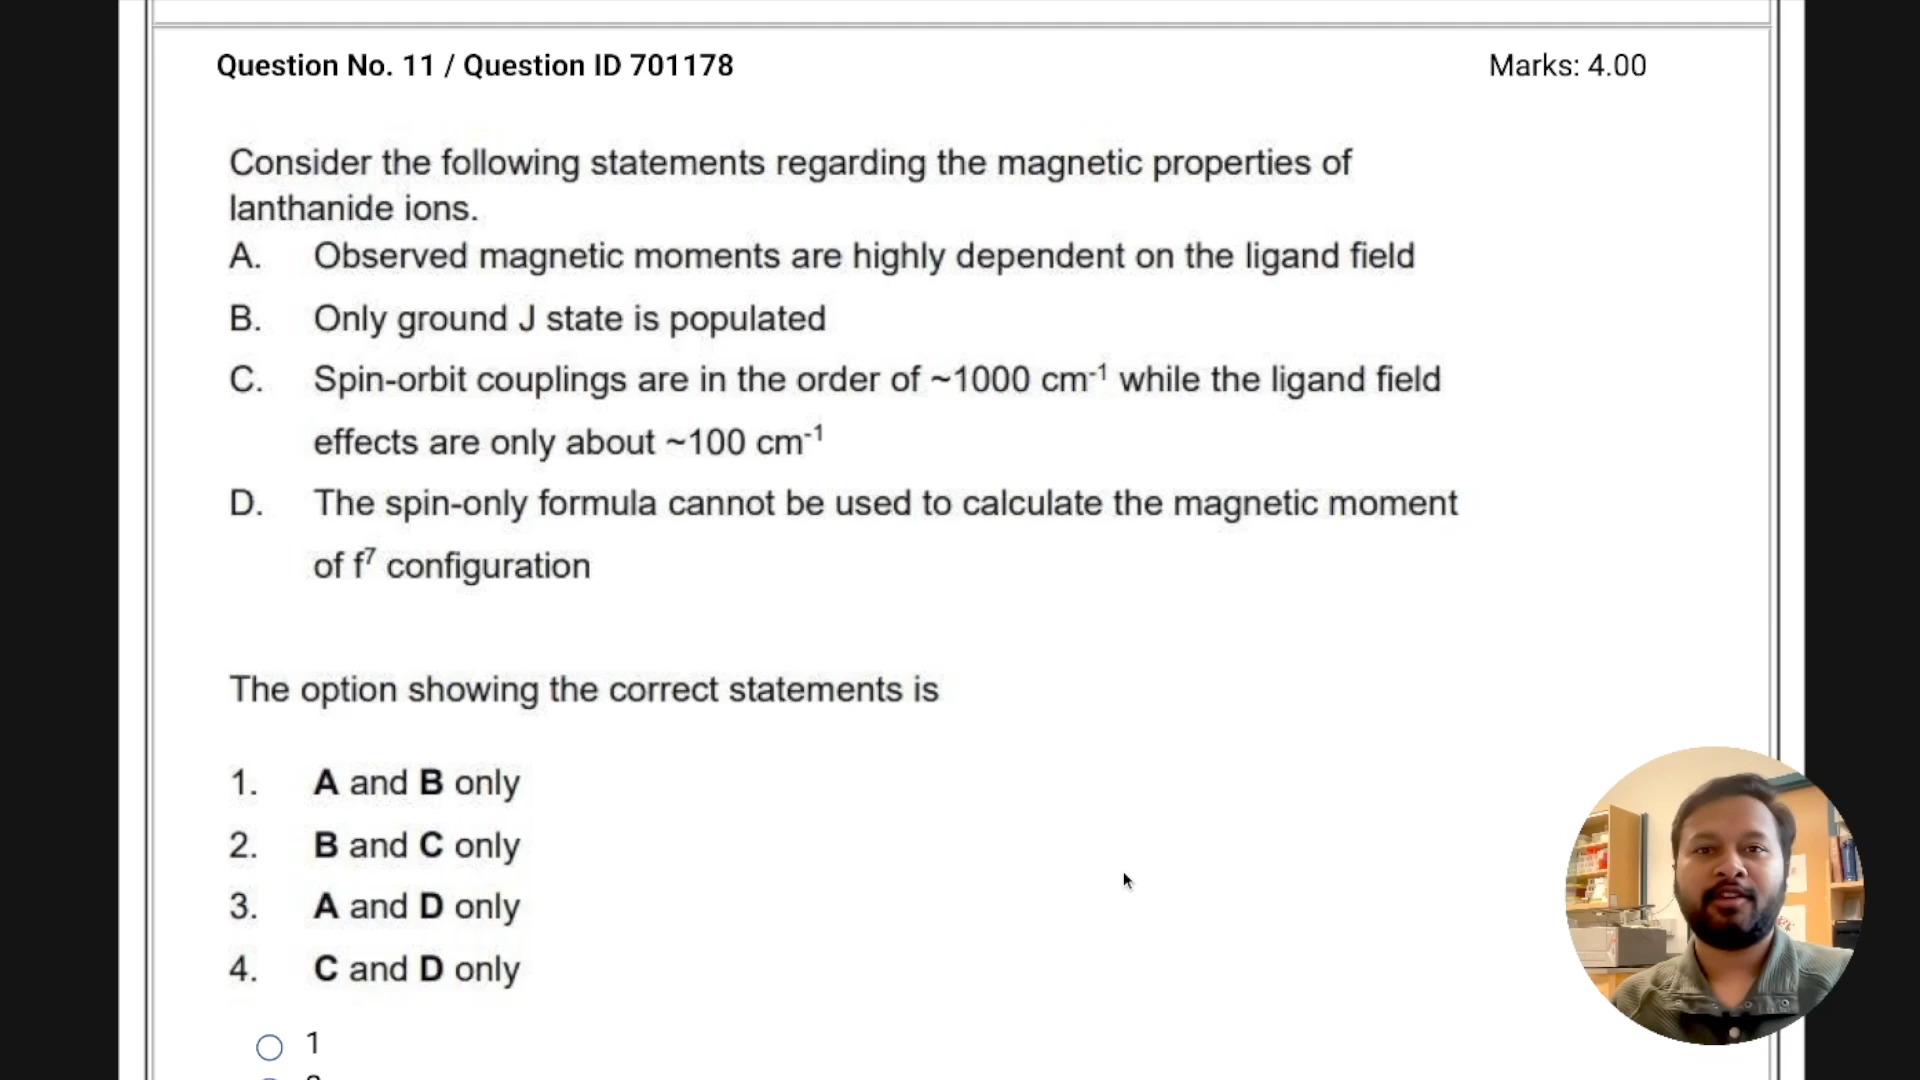 Question No. 11 / Question ID 701178
Marks: 4.00
Consider the following statements regarding the magnetic properties of
lanthanide ions.
A. Observed magnetic moments are highly dependent on the ligand field
B. Only ground J state is populated
C. Spin-orbit couplings are in the order of ~1000 cm⁻¹ while the ligand field
effects are only about ~100 cm⁻¹
D. The spin-only formula cannot be used to calculate the magnetic moment
of f⁷ configuration
The option showing the correct statements is
1. A and B only
2. B and C only
3. A and D only
4. C and D only
1